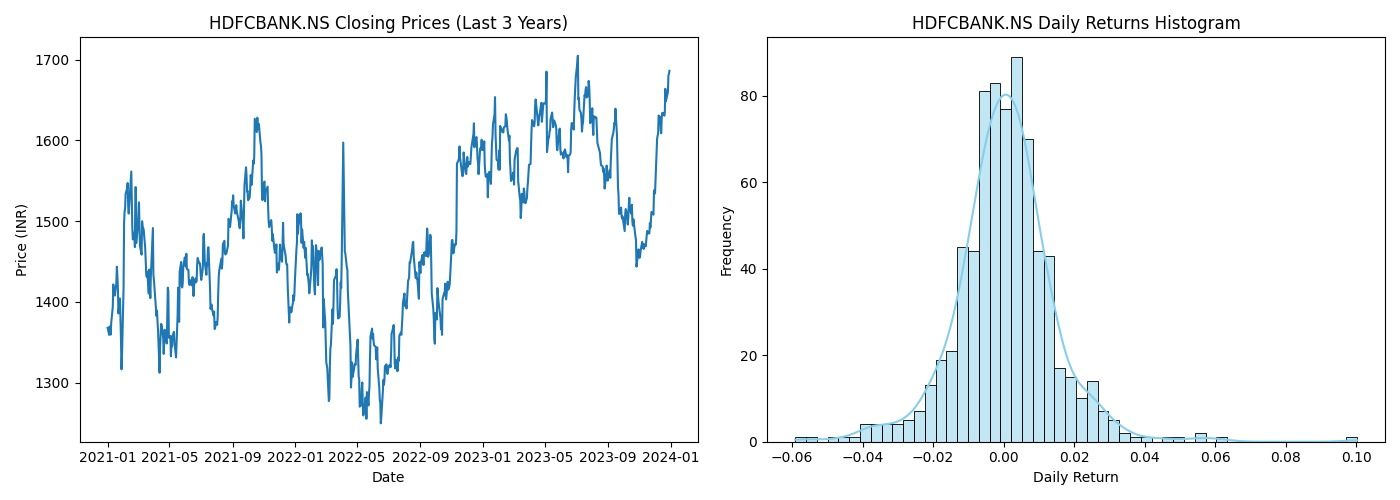 HDFCBANK.NS Closing Prices (Last 3 Years)
1700
1600
1500
1400
1300
Price (INR)
2021-01 2021-05 2021-09 2022-01 2022-05 2022-09 2023-01 2023-05 2023-09 2024-01
Date
HDFCBANK.NS Daily Returns Histogram
80
60
40
20
0
Frequency
−0.06 −0.04 −0.02 0.00 0.02 0.04 0.06 0.08 0.10
Daily Return